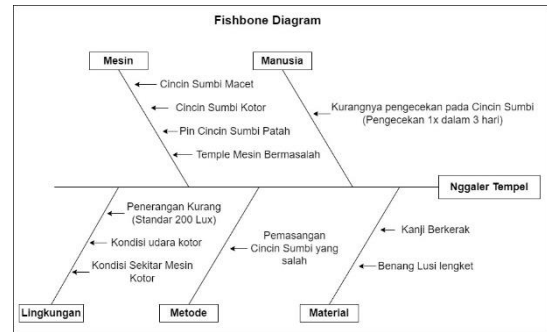 Fishbone Diagram
Mesin
Manusia
Cincin Sumbi Macet
Cincin Sumbi Kotor
Pin Cincin Sumbi Patah
Temple Mesin Bermasalah
Kurangnya pengecekan pada Cincin Sumbi
(Pengecekan 1x dalam 3 hari)
Nggaler Tempel
Penerangan Kurang
(Standar 200 Lux)
Kondisi udara kotor
Kondisi Sekitar Mesin
Kotor
Pemasangan
Cincin Sumbi yang
salah
Kanji Berkerak
Benang Lusi lengket
Lingkungan
Metode
Material